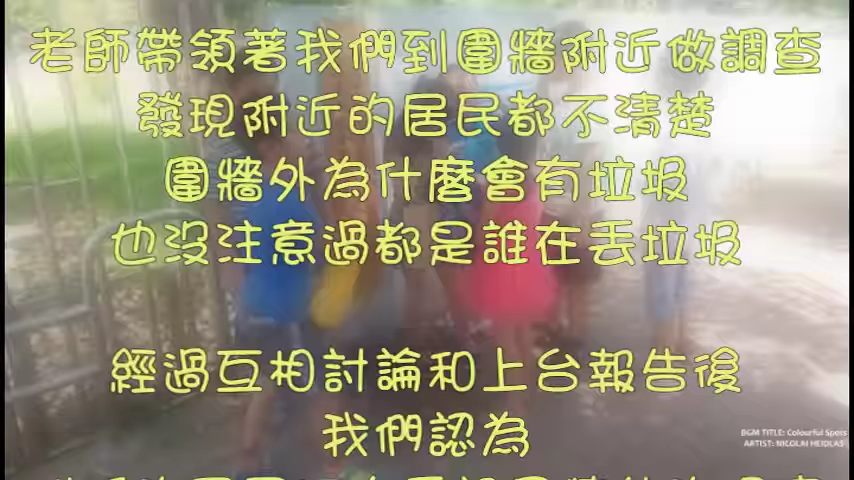 老師帶領著我們到圍牆附近做調查
發現附近的居民都不清楚
圍牆外為什麼會有垃圾
也沒注意過都是誰在丟垃圾
經過互相討論和上台報告後
我們認為
BGM TITLE: Colourful Spots
ARTIST: NICOLAI HEIDLAS